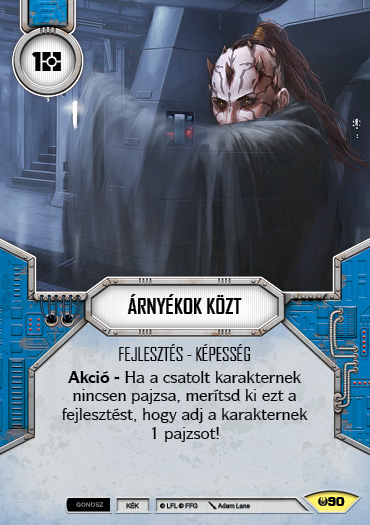 1
ÁRNYÉKOK KÖZT
FEJLESZTÉS - KÉPESSÉG
Akció - Ha a csatolt karakternek
nincsen pajzsa, merítsd ki ezt a
fejlesztést, hogy adj a karakternek
1 pajzsot!
GONOSZ KÉK © LFL © FFG Adam Lane 90